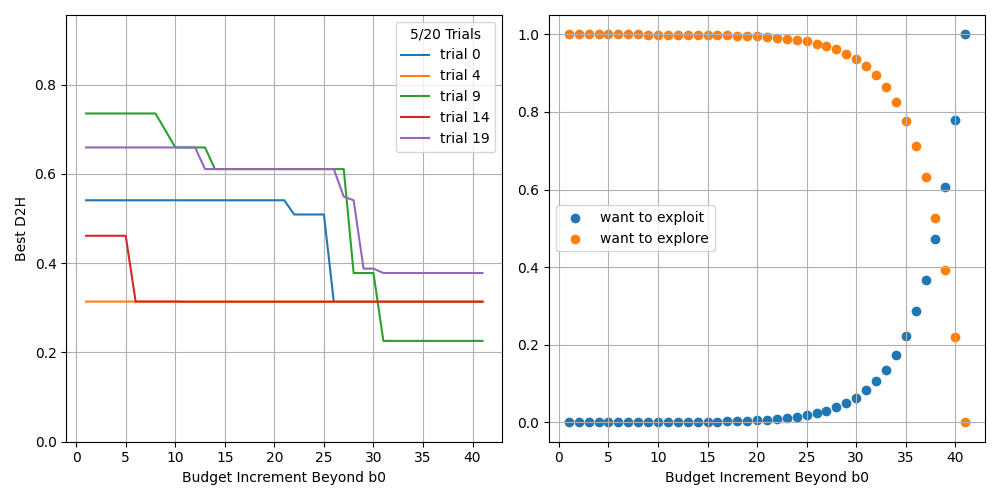 5/20 Trials
trial 0
trial 4
trial 9
trial 14
trial 19
Best D2H
0.8
0.6
0.4
0.2
0.0
0 5 10 15 20 25 30 35 40
Budget Increment Beyond b0
1.0
0.8
0.6
0.4
0.2
0.0
want to exploit
want to explore
0 5 10 15 20 25 30 35 40
Budget Increment Beyond b0